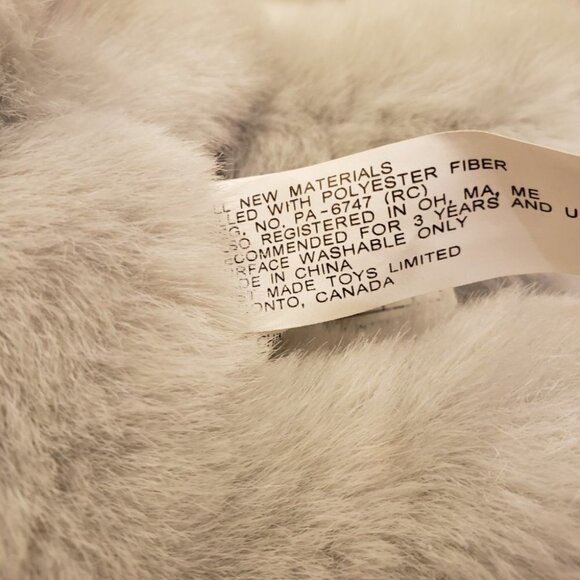 L NEW MATERIALS
LED WITH POLYESTER FIBER
G. NO. PA-6747 (RC)
SO REGISTERED IN OH, MA, ME
COMMENDED FOR 3 YEARS AND U
RFACE WASHABLE ONLY
DE IN CHINA
T MADE TOYS LIMITED
ONTO, CANADA